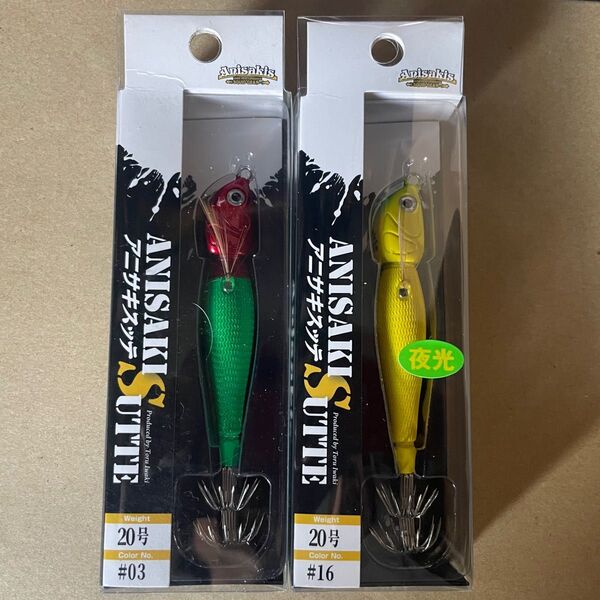 Anisakis
ANISAKI
SUTTE
アニサキスッテ
Produced by Toru Iwaki
Weight
20号
Color No.
#03
Anisakis
ANISAKI
SUTTE
アニサキスッテ
Produced by Toru Iwaki
夜光
Weight
20号
Color No.
#16